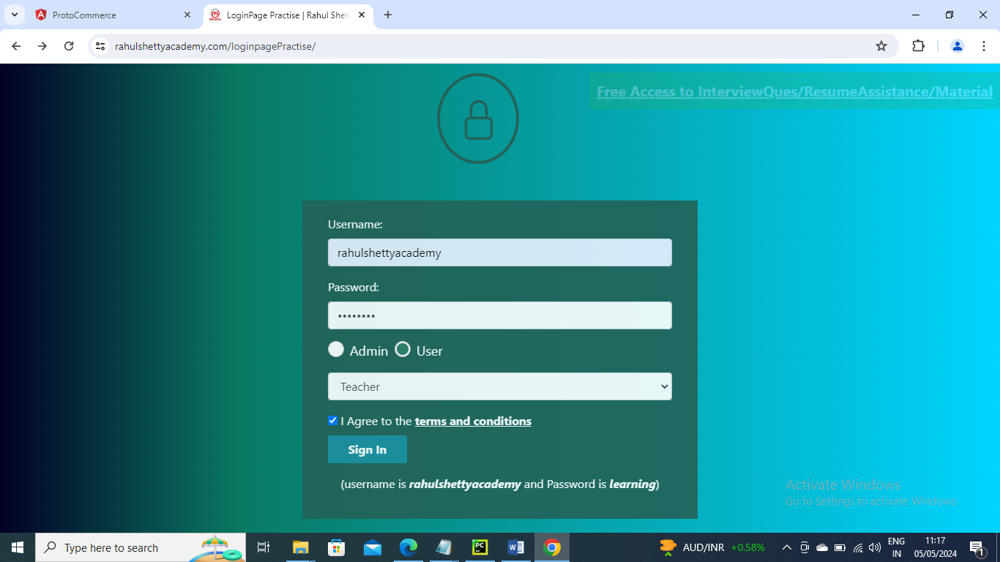 ProtoCommerce
LoginPage Practise | Rahul Shet
rahulshettyacademy.com/loginpagePractise/
Free Access to InterviewQues/ResumeAssistance/Material
Username:
rahulshettyacademy
Password:
••••••••
Admin User
Teacher
I Agree to the terms and conditions
Sign In
(username is rahulshettyacademy and Password is learning)
Activate Windows
Go to Settings to activate Windows.
Type here to search
PC
W
AUD/INR +0.58%
ENG
IN
11:17
05/05/2024
1